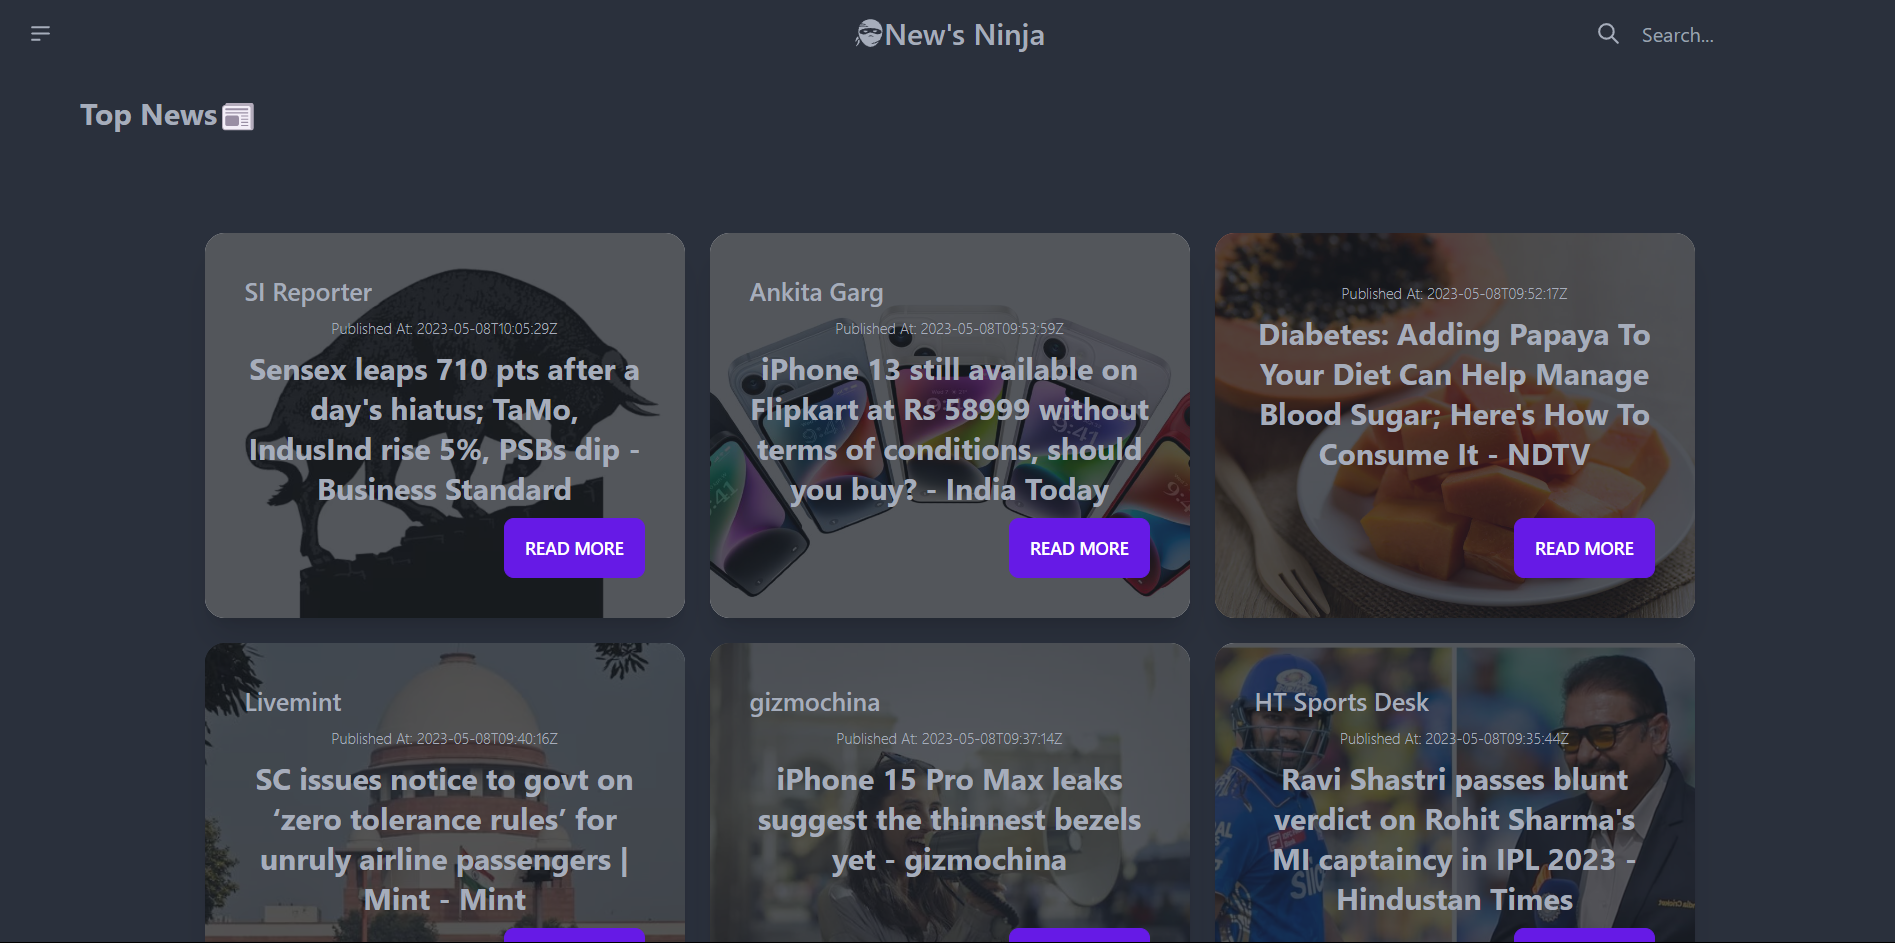 New's Ninja
Search...
Top News
SI Reporter
Published At: 2023-05-08T10:05:29Z
Sensex leaps 710 pts after a
day's hiatus; TaMo,
IndusInd rise 5%, PSBs dip -
Business Standard
READ MORE
Ankita Garg
Published At: 2023-05-08T09:53:59Z
iPhone 13 still available on
Flipkart at Rs 58999 without
terms of conditions, should
you buy? - India Today
READ MORE
Published At: 2023-05-08T09:52:17Z
Diabetes: Adding Papaya To
Your Diet Can Help Manage
Blood Sugar; Here's How To
Consume It - NDTV
READ MORE
Livemint
Published At: 2023-05-08T09:40:16Z
SC issues notice to govt on
‘zero tolerance rules’ for
unruly airline passengers |
Mint - Mint
gizmochina
Published At: 2023-05-08T09:37:14Z
iPhone 15 Pro Max leaks
suggest the thinnest bezels
yet - gizmochina
HT Sports Desk
Published At: 2023-05-08T09:35:44Z
Ravi Shastri passes blunt
verdict on Rohit Sharma's
MI captaincy in IPL 2023 -
Hindustan Times